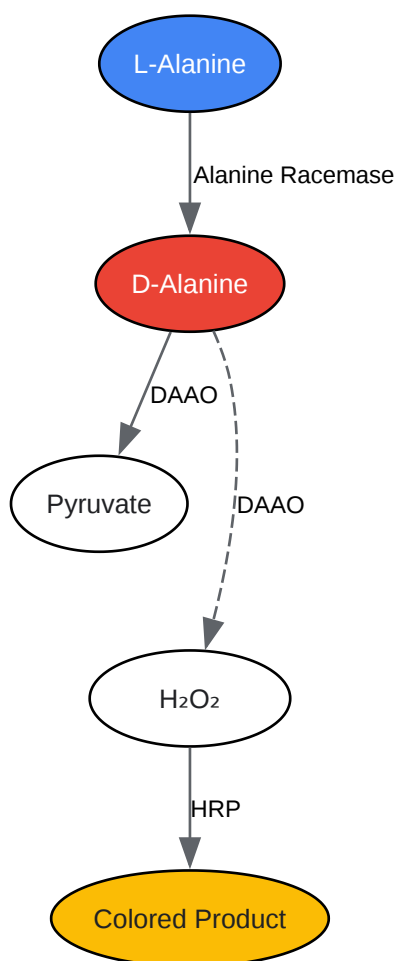 L-Alanine
Alanine Racemase
D-Alanine
DAAO
Pyruvate
DAAO
H₂O₂
HRP
Colored Product